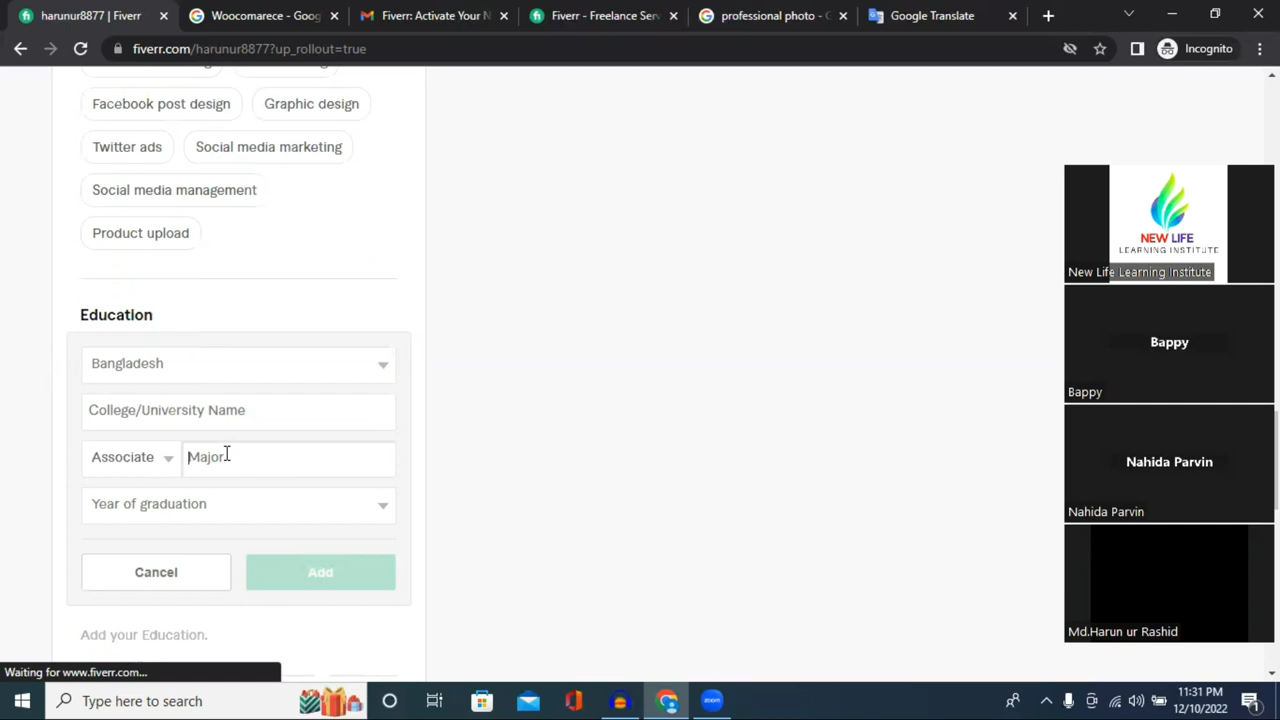 harunur8877 | Fiverr
Woocomarece - Goog
Fiverr: Activate Your N
Fiverr - Freelance Serv
professional photo - G
Google Translate
fiverr.com/harunur8877?up_rollout=true
Incognito
Facebook post design
Graphic design
Twitter ads
Social media marketing
Social media management
Product upload
Education
Bangladesh
College/University Name
Associate
Major
Year of graduation
Cancel
Add
Add your Education.
Waiting for www.fiverr.com...
NEW LIFE
LEARNING INSTITUTE
New Life Learning Institute
Bappy
Bappy
Nahida Parvin
Nahida Parvin
Md.Harun ur Rashid
Type here to search
zoom
11:31 PM
12/10/2022
1